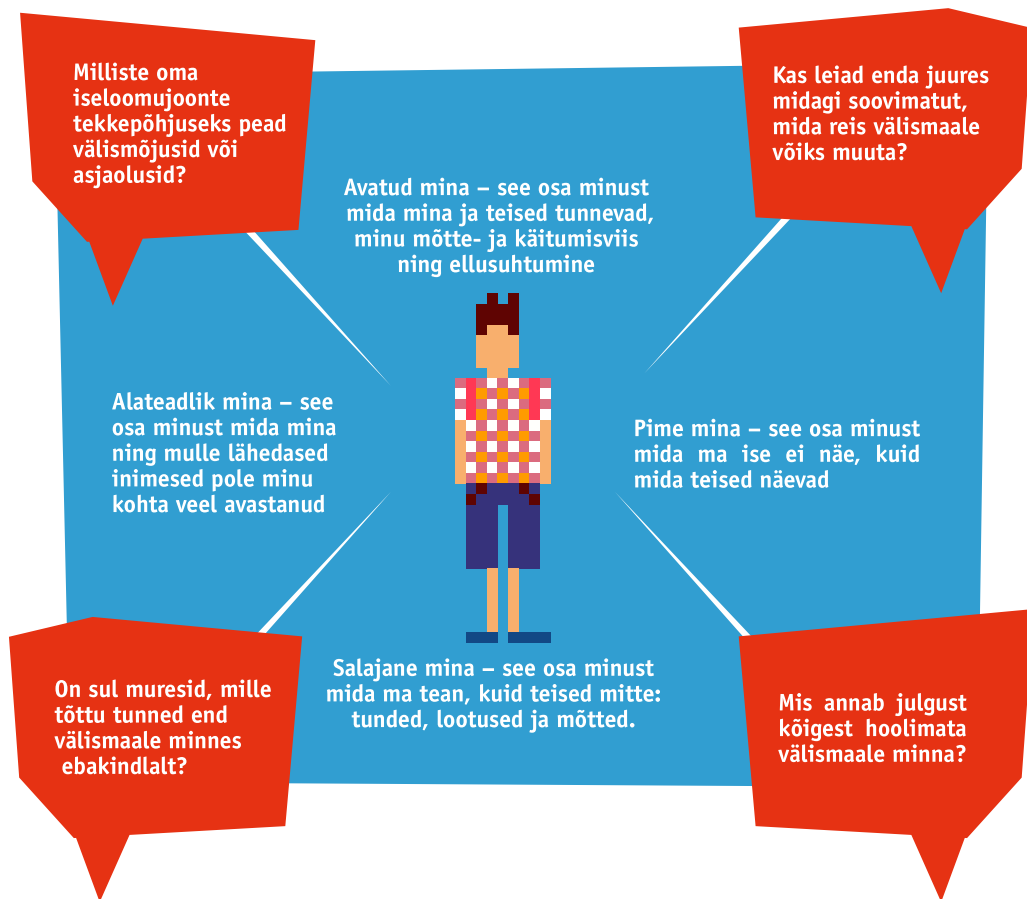 Milliste oma
iseloomujoonte
tekkepõhjuseks pead
välismõjusid või
asjaolusid?
Kas leiad enda juures
midagi soovimatut,
mida reis välismaale
võiks muuta?
Avatud mina – see osa minust
mida mina ja teised tunnevad,
minu mõtte- ja käitumisviis
ning ellusuhtumine
Alateadlik mina – see
osa minust mida mina
ning mulle lähedased
inimesed pole minu
kohta veel avastanud
Pime mina – see osa minust
mida ma ise ei näe, kuid
mida teised näevad
Salajane mina – see osa minust
mida ma tean, kuid teised mitte:
tunded, lootused ja mõtted.
On sul muresid, mille
tõttu tunned end
välismaale minnes
ebakindlalt?
Mis annab julgust
kõigest hoolimata
välismaale minna?